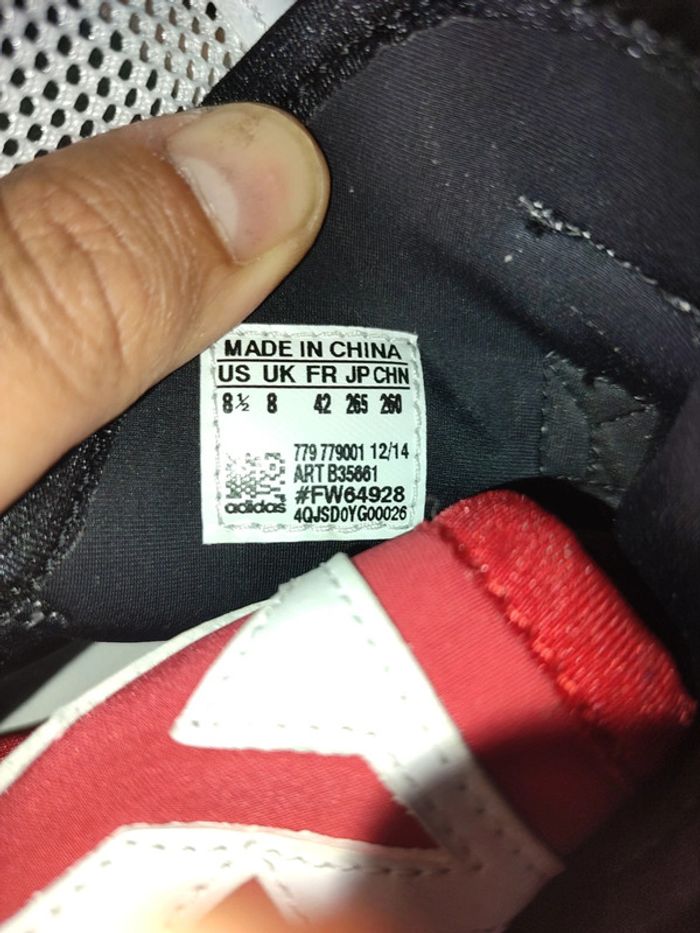 MADE IN CHINA
US UK FR JP CHN
8½ 8 42 265 260
779 779001 12/14
ART B35661
#FW64928
adidas
4QJSD0YG00026